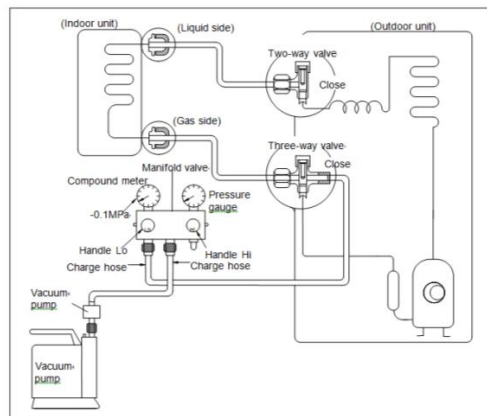 (Indoor unit)
(Liquid side)
(Outdoor unit)
Two-way valve
Close
(Gas side)
Three-way valve
Close
Manifold valve
Compound meter
Pressure
gauge
-0.1MPa
Handle Lo
Handle Hi
Charge hose
Charge hose
Vacuum-
pump
Vacuum-
pump